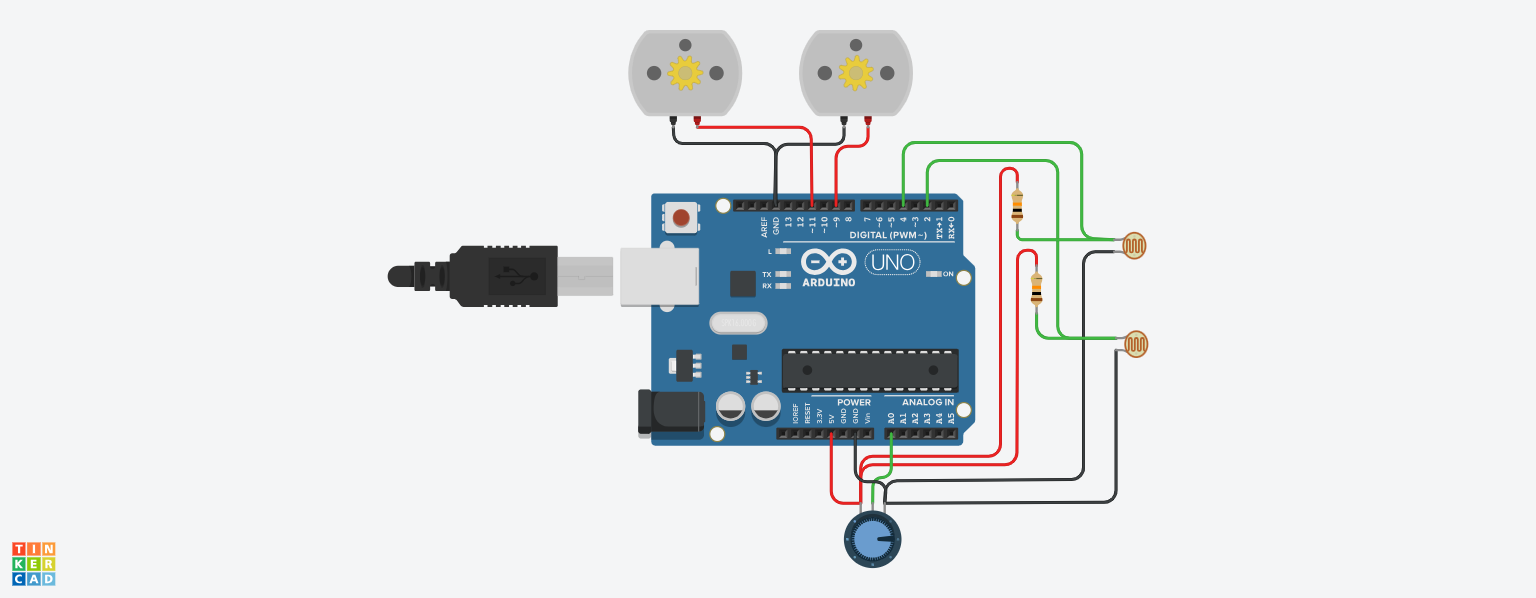 AREF
GND
13
12
~11
~10
~9
8
7
~6
~5
4
~3
2
TX→1
RX←0
DIGITAL (PWM~)
L
UNO
TX
RX
ON
ARDUINO
POWER
ANALOG IN
IOREF
RESET
3.3V
5V
GND
GND
Vin
A0
A1
A2
A3
A4
A5
TIN
KER
CAD